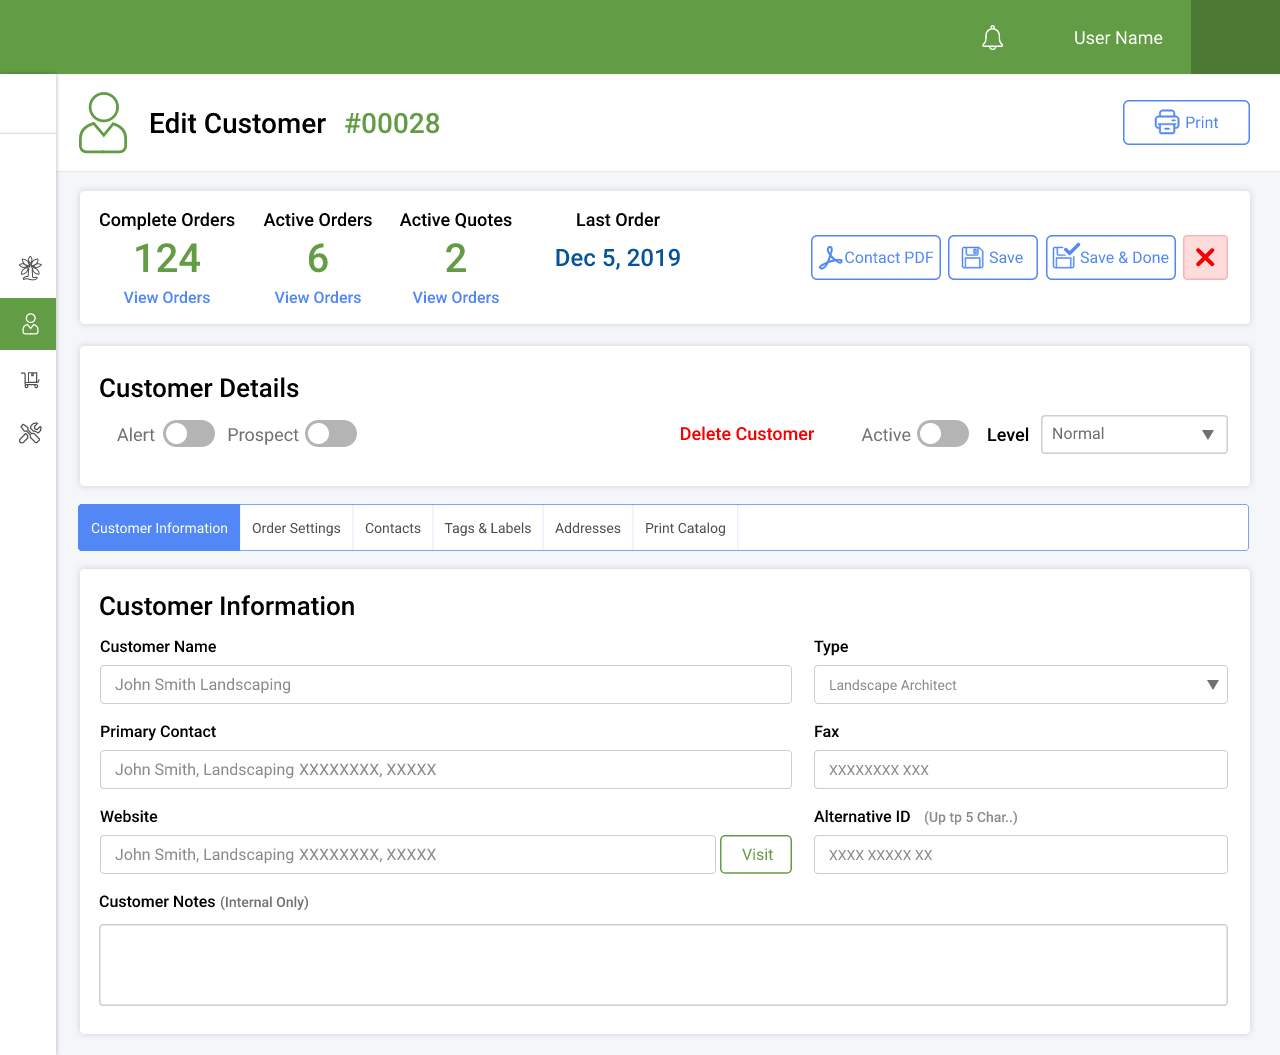 User Name
Edit Customer #00028
Print
Complete Orders Active Orders Active Quotes Last Order
124 6 2 Dec 5, 2019
View Orders View Orders View Orders
Contact PDF Save Save & Done
Customer Details
Alert Prospect Delete Customer Active Level Normal
Customer Information Order Settings Contacts Tags & Labels Addresses Print Catalog
Customer Information
Customer Name Type
John Smith Landscaping Landscape Architect
Primary Contact Fax
John Smith, Landscaping XXXXXXXX, XXXXX XXXXXXXX XXX
Website Alternative ID (Up tp 5 Char..)
John Smith, Landscaping XXXXXXXX, XXXXX Visit XXXX XXXXX XX
Customer Notes (Internal Only)